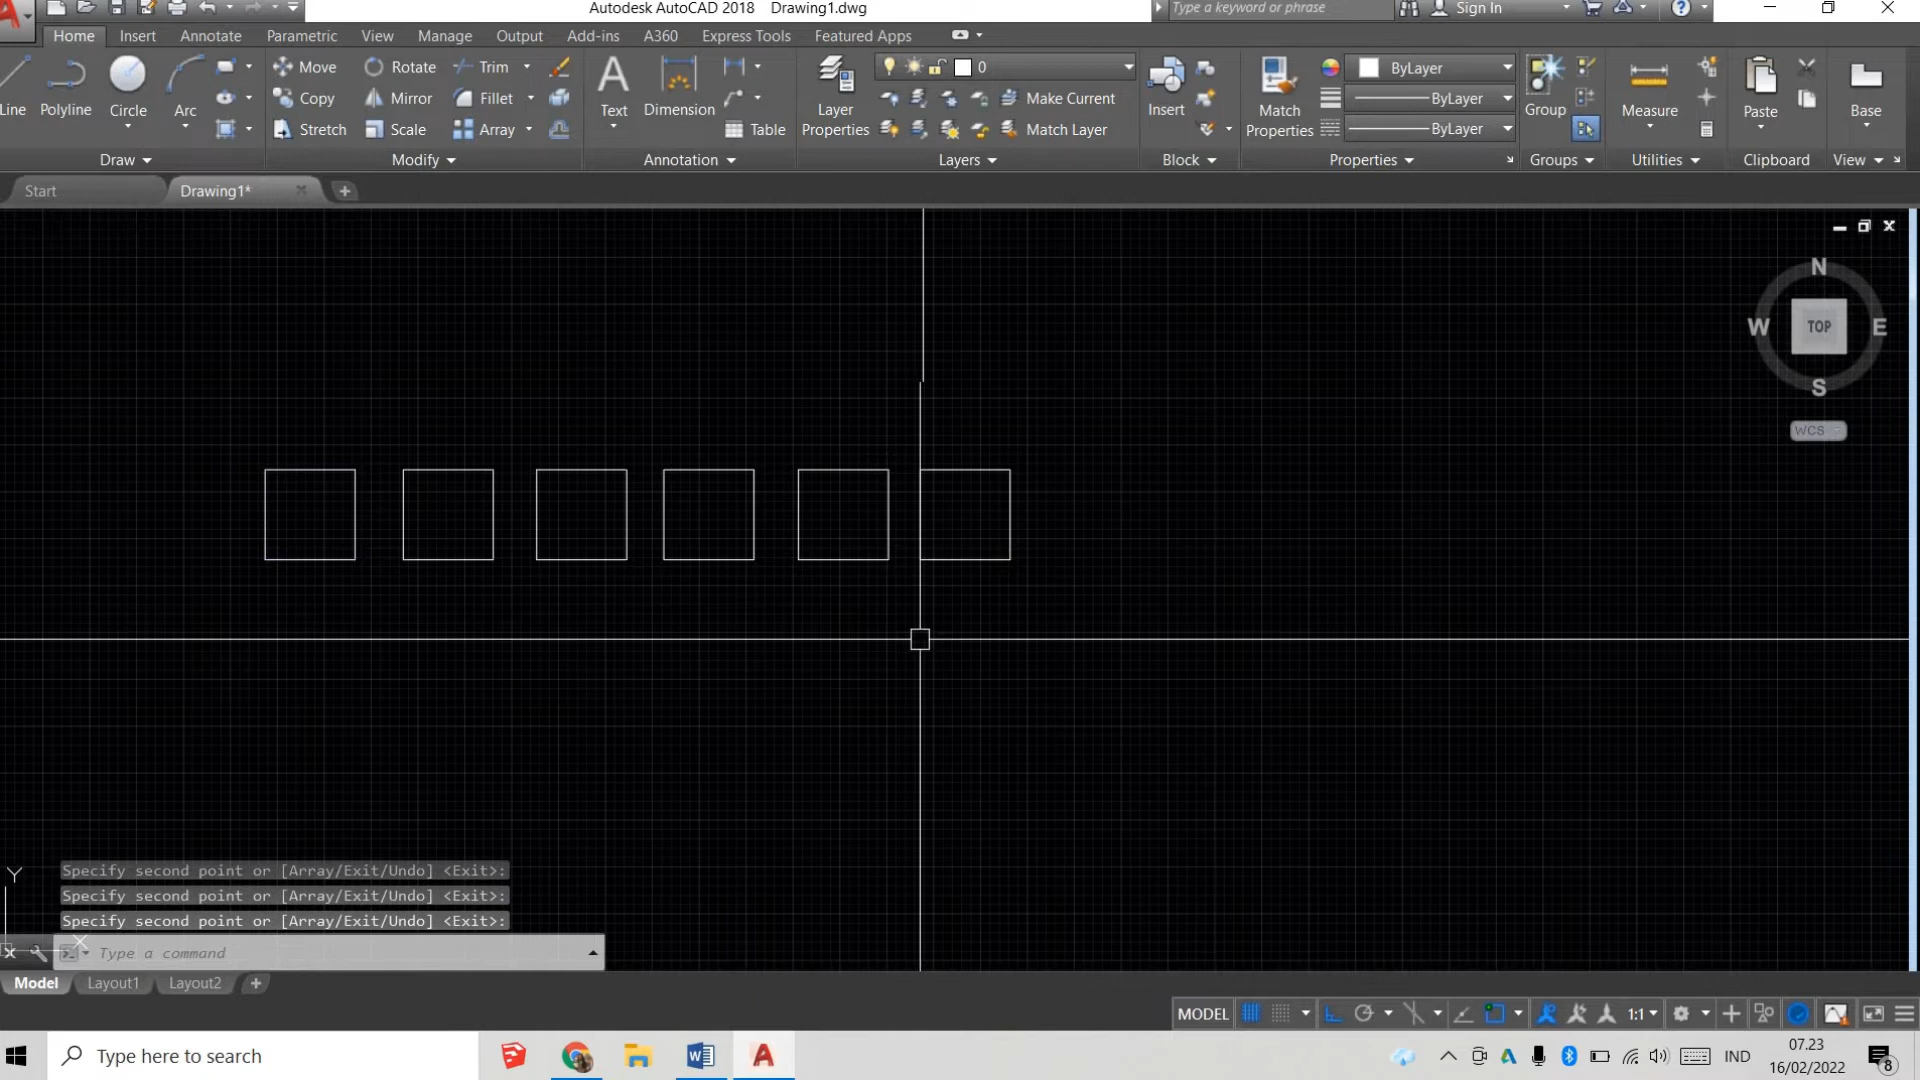 Autodesk AutoCAD 2018 Drawing1.dwg
Type a keyword or phrase
Sign In
Home Insert Annotate Parametric View Manage Output Add-ins A360 Express Tools Featured Apps
Line Polyline Circle Arc
Move Rotate Trim
Copy Mirror Fillet
Stretch Scale Array
Text Dimension
Table
Layer
Properties
0
Make Current
Match Layer
Insert
Match
Properties
ByLayer
ByLayer
ByLayer
Group
Measure
Paste
Base
Draw Modify Annotation Layers Block Properties Groups Utilities Clipboard View
Start Drawing1*
N
W TOP E
S
WCS
Y
X
Specify second point or [Array/Exit/Undo] <Exit>:
Specify second point or [Array/Exit/Undo] <Exit>:
Specify second point or [Array/Exit/Undo] <Exit>:
Type a command
Model Layout1 Layout2
MODEL 1:1
Type here to search
IND
07.23
16/02/2022
8